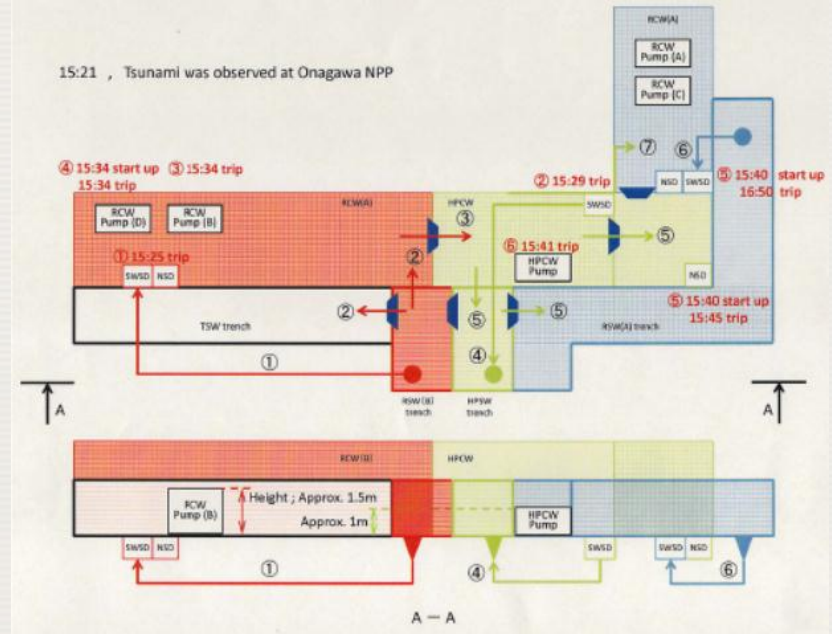 15:21 , Tsunami was observed at Onagawa NPP
RCW(A)
RCW
Pump (A)
RCW
Pump (C)
④ 15:34 start up
15:34 trip
③ 15:34 trip
② 15:29 trip
⑦
⑥
⑤ 15:40 start up
16:50 trip
NSD
SWSD
RCW(A)
HPCW
SWSD
RCW
Pump (D)
RCW
Pump (B)
③
⑤
① 15:25 trip
②
⑥ 15:41 trip
HPCW
Pump
SWSD
NSD
NSD
②
⑤
⑤
⑤ 15:40 start up
15:45 trip
TSW trench
RSW(A) trench
①
④
A
RSW(B)
trench
HPSW
trench
A
RCW(B)
HPCW
RCW
Pump (B)
Height ; Approx. 1.5m
Approx. 1m
HPCW
Pump
SWSD
NSD
SWSD
SWSD
NSD
①
④
⑥
A — A